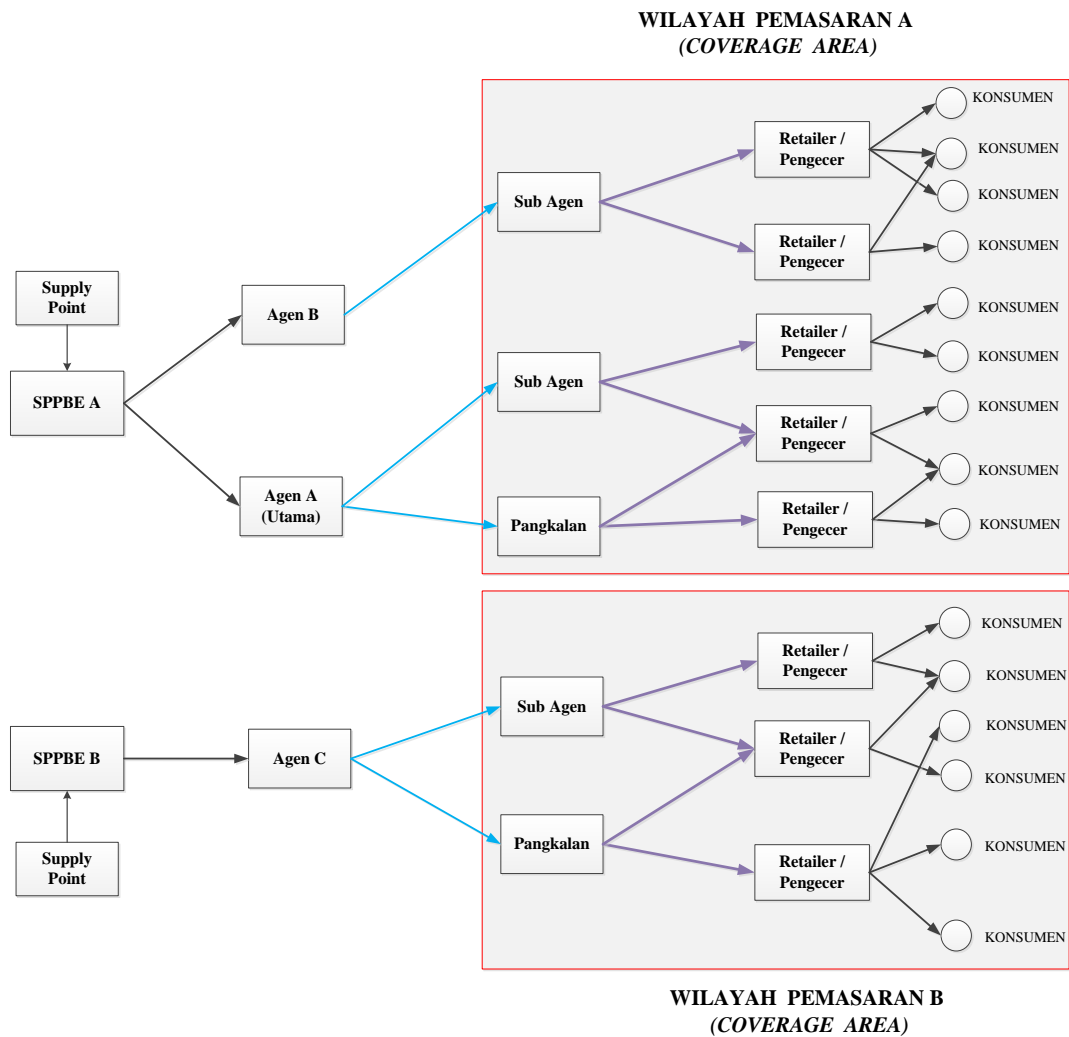 WILAYAH PEMASARAN A
(COVERAGE AREA)
KONSUMEN
Retailer /
Pengecer
KONSUMEN
KONSUMEN
Sub Agen
Retailer /
Pengecer
KONSUMEN
Supply
Point
Agen B
KONSUMEN
Retailer /
Pengecer
KONSUMEN
SPPBE A
Sub Agen
KONSUMEN
Retailer /
Pengecer
KONSUMEN
Agen A
(Utama)
Pangkalan
Retailer /
Pengecer
KONSUMEN
KONSUMEN
Retailer /
Pengecer
KONSUMEN
Sub Agen
KONSUMEN
SPPBE B
Agen C
Retailer /
Pengecer
KONSUMEN
Pangkalan
KONSUMEN
Supply
Point
Retailer /
Pengecer
KONSUMEN
WILAYAH PEMASARAN B
(COVERAGE AREA)